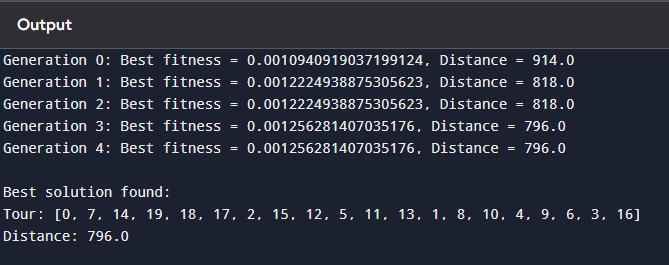 Output
Generation 0: Best fitness = 0.0010940919037199124, Distance = 914.0
Generation 1: Best fitness = 0.0012224938875305623, Distance = 818.0
Generation 2: Best fitness = 0.0012224938875305623, Distance = 818.0
Generation 3: Best fitness = 0.001256281407035176, Distance = 796.0
Generation 4: Best fitness = 0.001256281407035176, Distance = 796.0
Best solution found:
Tour: [0, 7, 14, 19, 18, 17, 2, 15, 12, 5, 11, 13, 1, 8, 10, 4, 9, 6, 3, 16]
Distance: 796.0